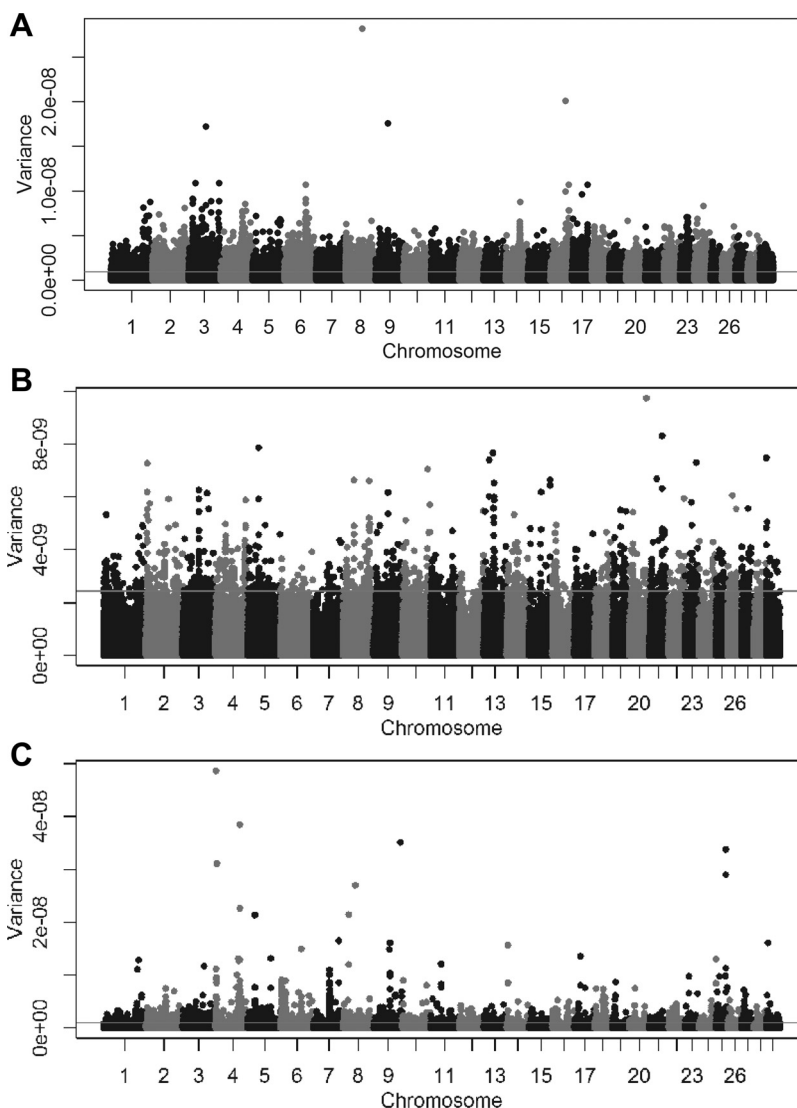 A
Variance
2.0e-08
1.0e-08
0.0e+00
1 2 3 4 5 6 7 8 9 11 13 15 17 20 23 26
Chromosome
B
Variance
8e-09
4e-09
0e+00
1 2 3 4 5 6 7 8 9 11 13 15 17 20 23 26
Chromosome
C
Variance
4e-08
2e-08
0e+00
1 2 3 4 5 6 7 8 9 11 13 15 17 20 23 26
Chromosome